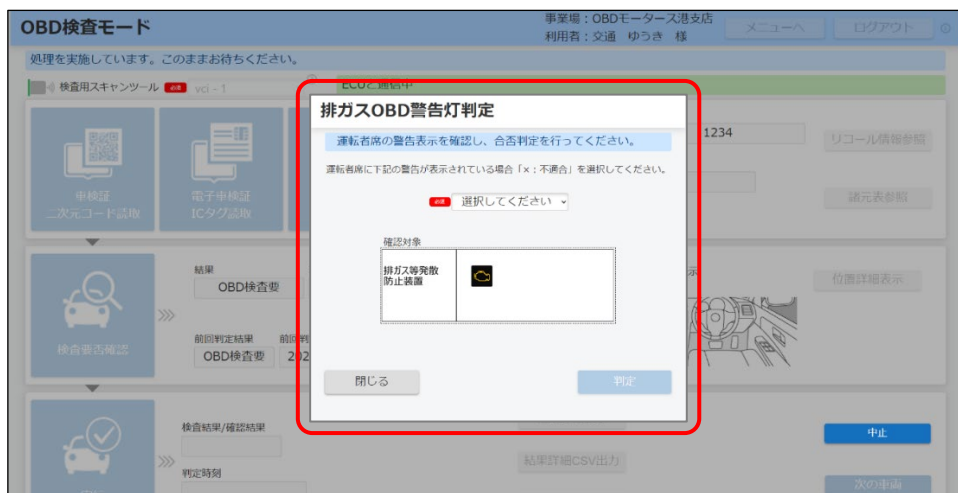 OBD検査モード
事業場：OBDモータース港支店
利用者：交通　ゆうき　様
メニューへ
ログアウト
処理を実施しています。このままお待ちください。
検査用スキャンツール 必須 vci - 1
ECUと通信中
車検証
二次元コード読取
電子車検証
ICタグ読取
1234
リコール情報参照
諸元表参照
排ガスOBD警告灯判定
運転者席の警告表示を確認し、合否判定を行ってください。
運転者席に下記の警告が表示されている場合「×：不適合」を選択してください。
必須 選択してください
確認対象
排ガス等発散
防止装置
閉じる
判定
検査要否確認
結果
OBD検査要
前回判定結果
OBD検査要
前回判
202
示
位置詳細表示
検査結果/確認結果
判定時刻
結果詳細CSV出力
中止
次の車両